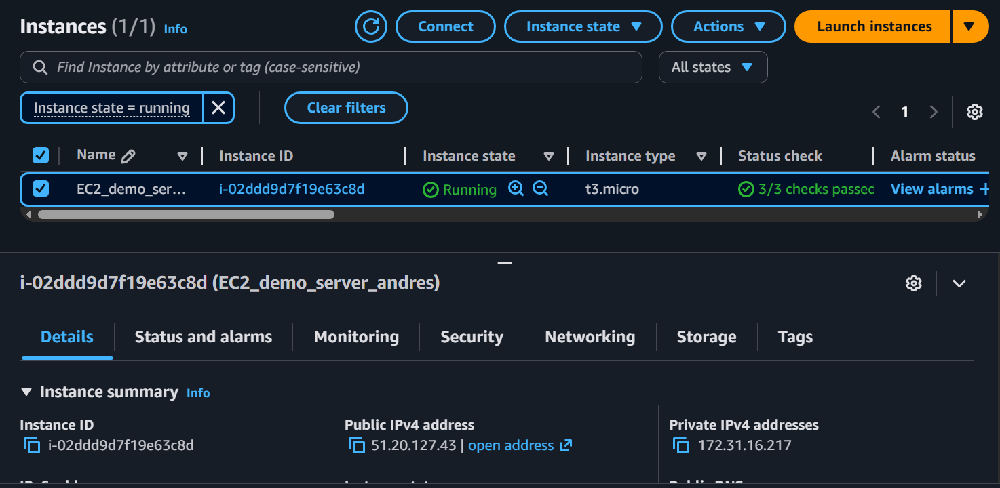 Instances (1/1) Info
Connect
Instance state
Actions
Launch instances
Find Instance by attribute or tag (case-sensitive)
All states
Instance state = running
Clear filters
1
Name Instance ID Instance state Instance type Status check Alarm status
EC2_demo_ser... i-02ddd9d7f19e63c8d Running t3.micro 3/3 checks passed View alarms +
i-02ddd9d7f19e63c8d (EC2_demo_server_andres)
Details Status and alarms Monitoring Security Networking Storage Tags
Instance summary Info
Instance ID Public IPv4 address Private IPv4 addresses
i-02ddd9d7f19e63c8d 51.20.127.43 | open address 172.31.16.217